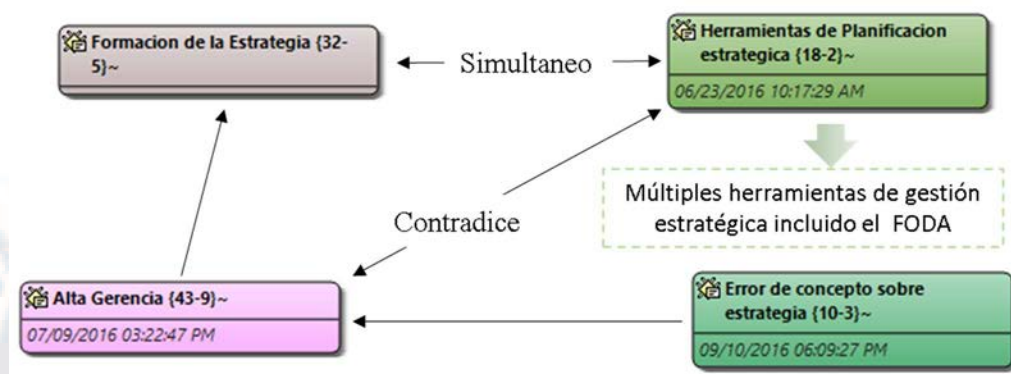 Formacion de la Estrategia {32-
5}~
Simultaneo
Herramientas de Planificacion
estrategica {18-2}~
06/23/2016 10:17:29 AM
Múltiples herramientas de gestión
estratégica incluido el FODA
Contradice
Alta Gerencia {43-9}~
07/09/2016 03:22:47 PM
Error de concepto sobre
estrategia {10-3}~
09/10/2016 06:09:27 PM